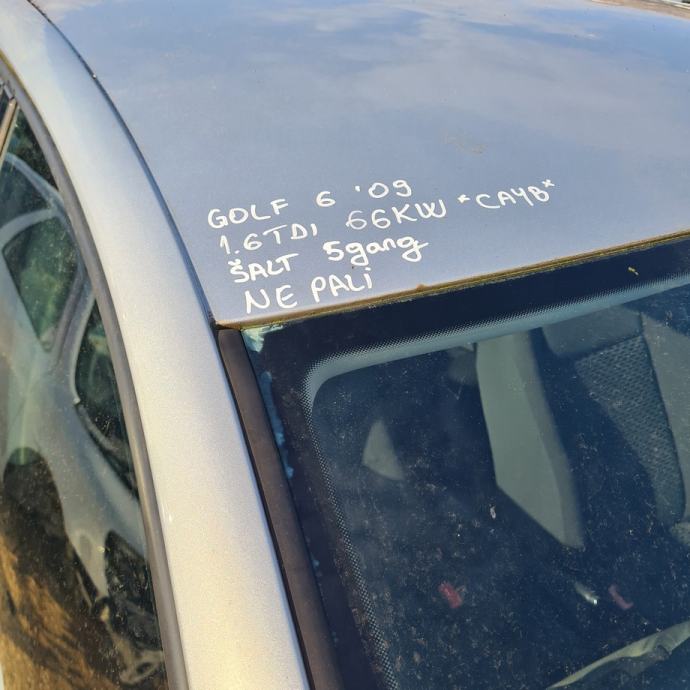 GOLF 6 '09
1.6TDI 66KW *CAYB*
ŠALT 5gang
NE PALI